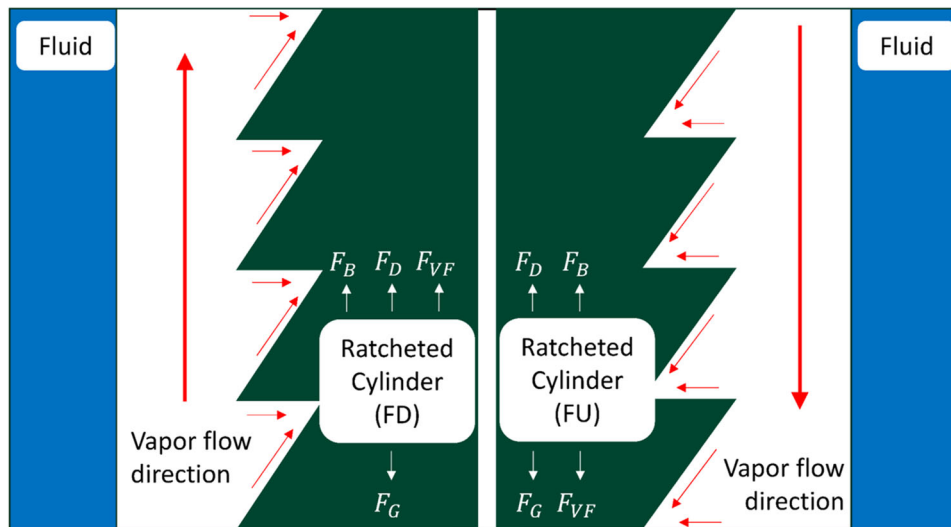 Fluid
Fluid
F_B F_D F_VF
F_D F_B
Ratcheted
Cylinder
(FD)
Ratcheted
Cylinder
(FU)
Vapor flow
direction
Vapor flow
direction
F_G
F_G F_VF